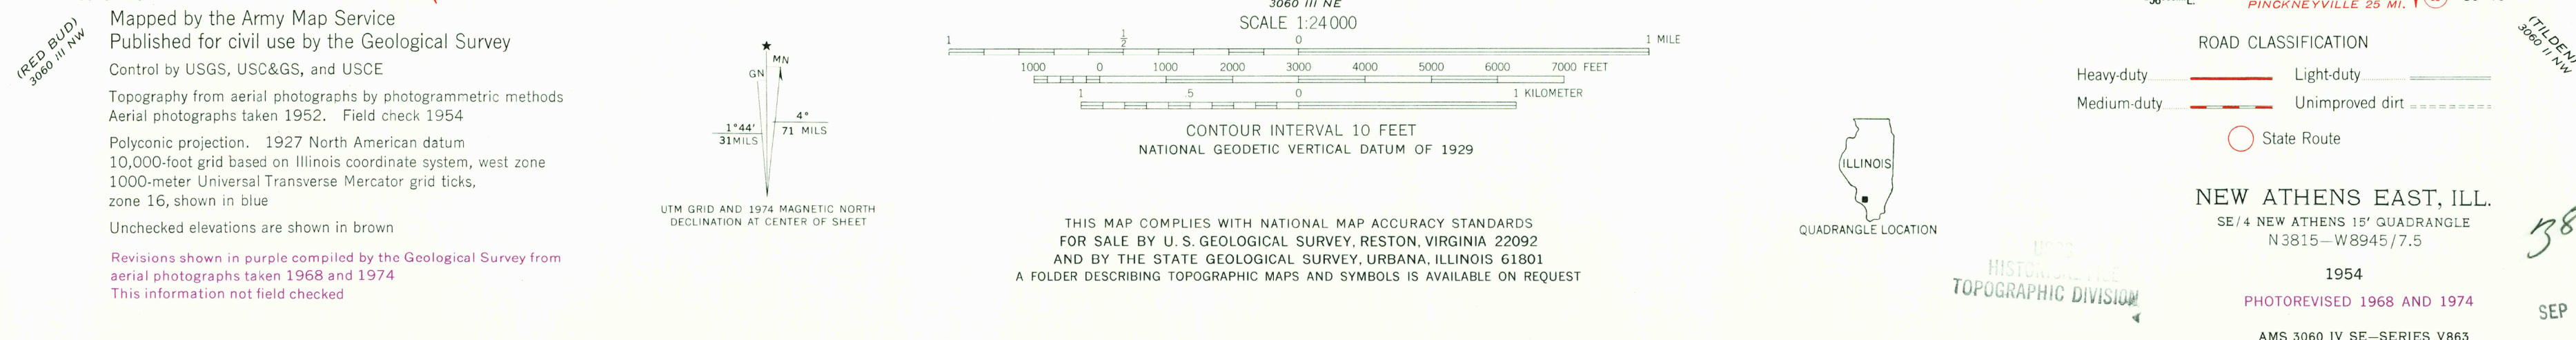 (RED BUD)
3060 III NW
Mapped by the Army Map Service
Published for civil use by the Geological Survey
Control by USGS, USC&GS, and USCE
Topography from aerial photographs by photogrammetric methods
Aerial photographs taken 1952. Field check 1954
Polyconic projection. 1927 North American datum
10,000-foot grid based on Illinois coordinate system, west zone
1000-meter Universal Transverse Mercator grid ticks,
zone 16, shown in blue
Unchecked elevations are shown in brown
Revisions shown in purple compiled by the Geological Survey from
aerial photographs taken 1968 and 1974
This information not field checked
MN
GN
1°44'
31 MILS
4°
71 MILS
UTM GRID AND 1974 MAGNETIC NORTH
DECLINATION AT CENTER OF SHEET
3060 III NE
SCALE 1:24000
1 1/2 0 1 MILE
1000 0 1000 2000 3000 4000 5000 6000 7000 FEET
1 .5 0 1 KILOMETER
CONTOUR INTERVAL 10 FEET
NATIONAL GEODETIC VERTICAL DATUM OF 1929
THIS MAP COMPLIES WITH NATIONAL MAP ACCURACY STANDARDS
FOR SALE BY U. S. GEOLOGICAL SURVEY, RESTON, VIRGINIA 22092
AND BY THE STATE GEOLOGICAL SURVEY, URBANA, ILLINOIS 61801
A FOLDER DESCRIBING TOPOGRAPHIC MAPS AND SYMBOLS IS AVAILABLE ON REQUEST
ILLINOIS
QUADRANGLE LOCATION
TOPOGRAPHIC DIVISION
PINCKNEYVILLE 25 MI.
ROAD CLASSIFICATION
Heavy-duty Light-duty
Medium-duty Unimproved dirt
State Route
(TILDEN)
3060 II NW
NEW ATHENS EAST, ILL.
SE/4 NEW ATHENS 15' QUADRANGLE
N3815—W8945/7.5
1954
PHOTOREVISED 1968 AND 1974
AMS 3060 IV SE—SERIES V863
SEP